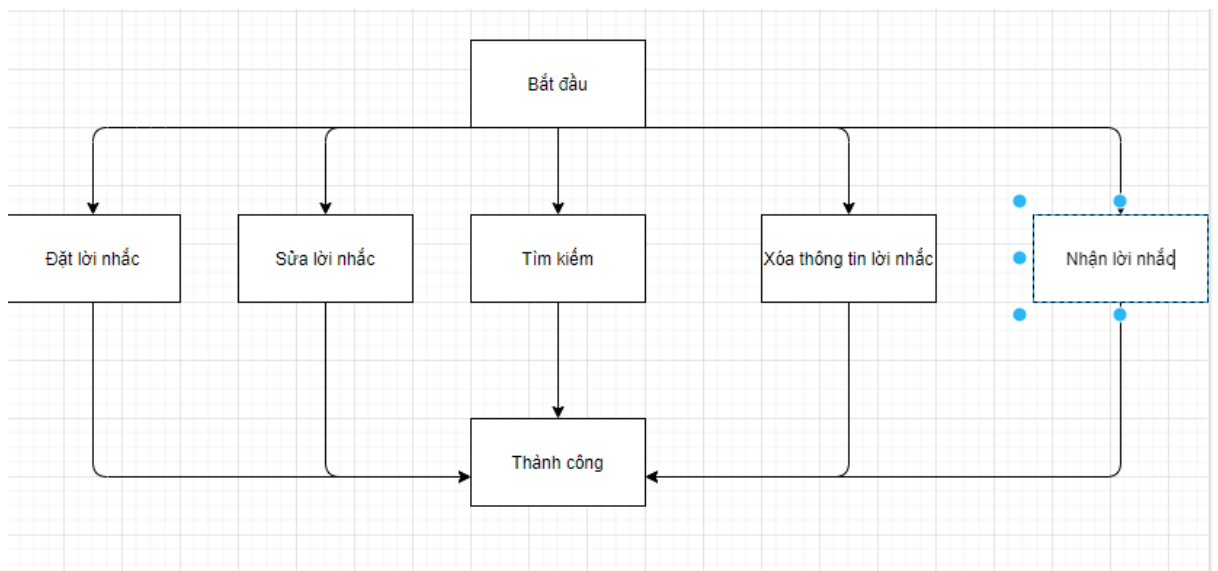 Bắt đầu
Đặt lời nhắc
Sửa lời nhắc
Tìm kiếm
Xóa thông tin lời nhắc
Nhận lời nhắc
Thành công